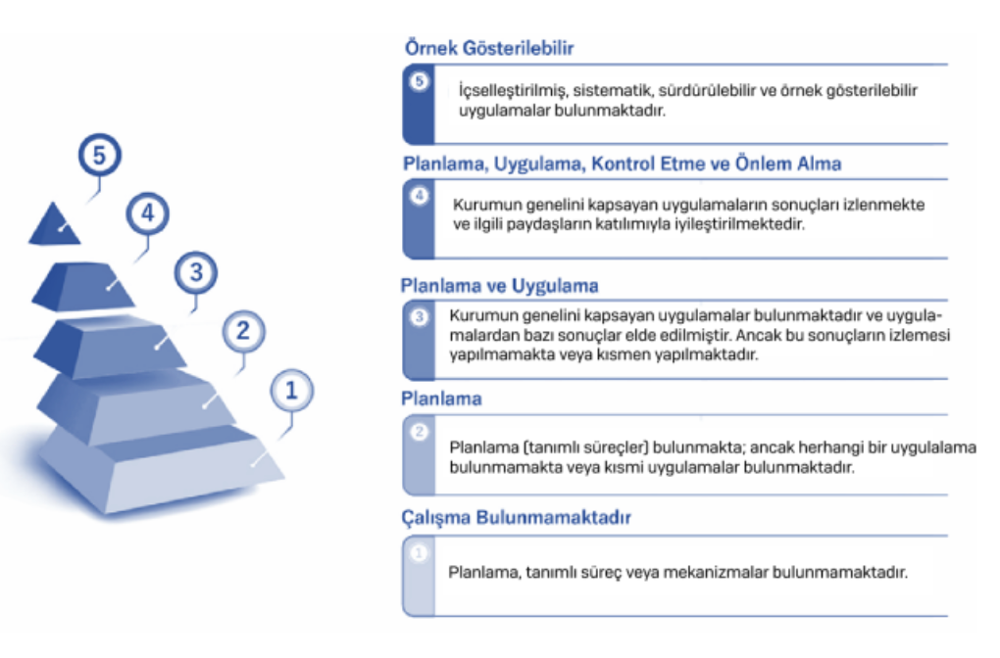 Örnek Gösterilebilir
5
İçselleştirilmiş, sistematik, sürdürülebilir ve örnek gösterilebilir
uygulamalar bulunmaktadır.
Planlama, Uygulama, Kontrol Etme ve Önlem Alma
4
Kurumun genelini kapsayan uygulamaların sonuçları izlenmekte
ve ilgili paydaşların katılımıyla iyileştirilmektedir.
Planlama ve Uygulama
3
Kurumun genelini kapsayan uygulamalar bulunmaktadır ve uygula-
malardan bazı sonuçlar elde edilmiştir. Ancak bu sonuçların izlemesi
yapılmamakta veya kısmen yapılmaktadır.
Planlama
2
Planlama (tanımlı süreçler) bulunmakta; ancak herhangi bir uygulalama
bulunmamakta veya kısmi uygulamalar bulunmaktadır.
Çalışma Bulunmamaktadır
1
Planlama, tanımlı süreç veya mekanizmalar bulunmamaktadır.
5
4
3
2
1